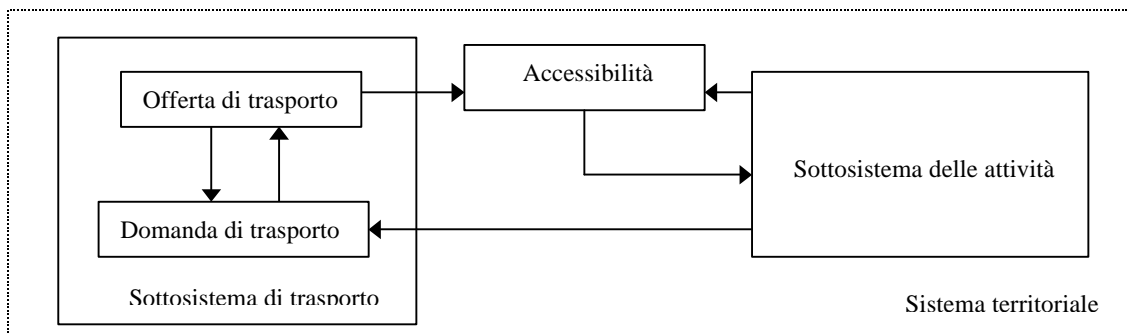 Accessibilità
Offerta di trasporto
Sottosistema delle attività
Domanda di trasporto
Sottosistema di trasporto
Sistema territoriale